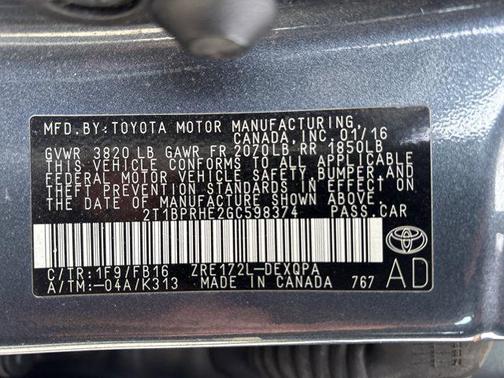 MFD.BY:TOYOTA MOTOR MANUFACTURING
CANADA, INC. 01/16
GVWR 3820 LB GAWR FR 2070LB RR 1850LB
THIS VEHICLE CONFORMS TO ALL APPLICABLE
FEDERAL MOTOR VEHICLE SAFETY, BUMPER, AND
THEFT PREVENTION STANDARDS IN EFFECT ON
THE DATE OF MANUFACTURE SHOWN ABOVE.
2T1BPRHE2GC598374 PASS.CAR
C/TR:1F9/FB16 ZRE172L-DEXQPA
A/TM:-04A/K313 MADE IN CANADA 767
AD